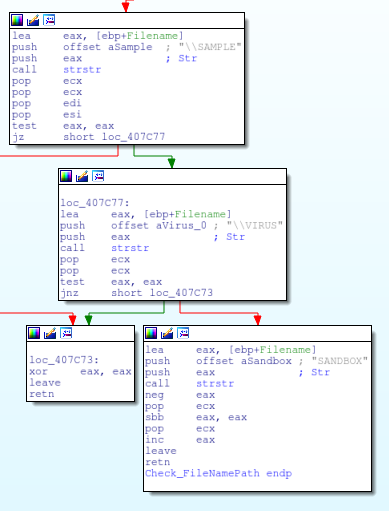 lea     eax, [ebp+Filename]
push    offset aSample  ; "\\SAMPLE"
push    eax             ; Str
call    strstr
pop     ecx
pop     ecx
pop     edi
pop     esi
test    eax, eax
jz      short loc_407C77
loc_407C77:
lea     eax, [ebp+Filename]
push    offset aVirus_0 ; "\\VIRUS"
push    eax             ; Str
call    strstr
pop     ecx
pop     ecx
test    eax, eax
jnz     short loc_407C73
loc_407C73:
xor     eax, eax
leave
retn
lea     eax, [ebp+Filename]
push    offset aSandbox ; "SANDBOX"
push    eax             ; Str
call    strstr
neg     eax
pop     ecx
sbb     eax, eax
pop     ecx
inc     eax
leave
retn
Check_FileNamePath endp